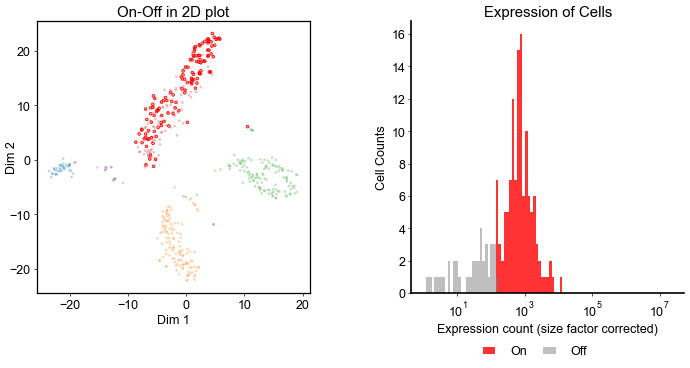 On-Off in 2D plot
20
10
0
−10
−20
Dim 2
−20 −10 0 10 20
Dim 1
Expression of Cells
16
14
12
10
8
6
4
2
0
Cell Counts
10^1 10^3 10^5 10^7
Expression count (size factor corrected)
On Off